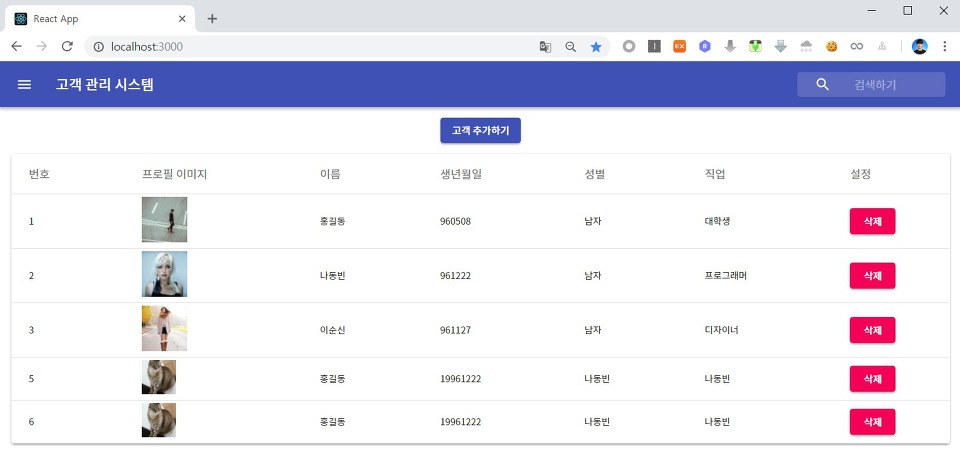 React App
localhost:3000
고객 관리 시스템
검색하기
고객 추가하기
번호 프로필 이미지 이름 생년월일 성별 직업 설정
1 홍길동 960508 남자 대학생 삭제
2 나동빈 961222 남자 프로그래머 삭제
3 이순신 961127 남자 디자이너 삭제
5 홍길동 19961222 나동빈 나동빈 삭제
6 홍길동 19961222 나동빈 나동빈 삭제